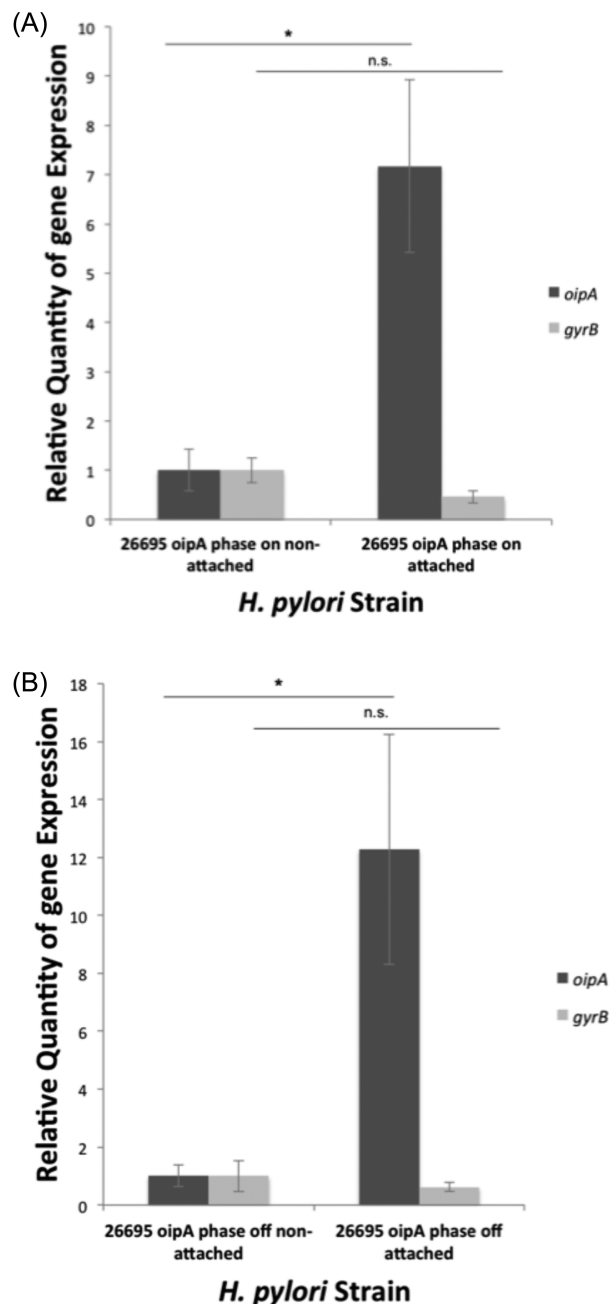 (A)
Relative Quantity of gene Expression
10
9
8
7
6
5
4
3
2
1
0
*
n.s.
oipA
gyrB
26695 oipA phase on non-
attached
26695 oipA phase on
attached
H. pylori Strain
(B)
Relative Quantity of gene Expression
18
16
14
12
10
8
6
4
2
0
*
n.s.
oipA
gyrB
26695 oipA phase off non-
attached
26695 oipA phase off
attached
H. pylori Strain